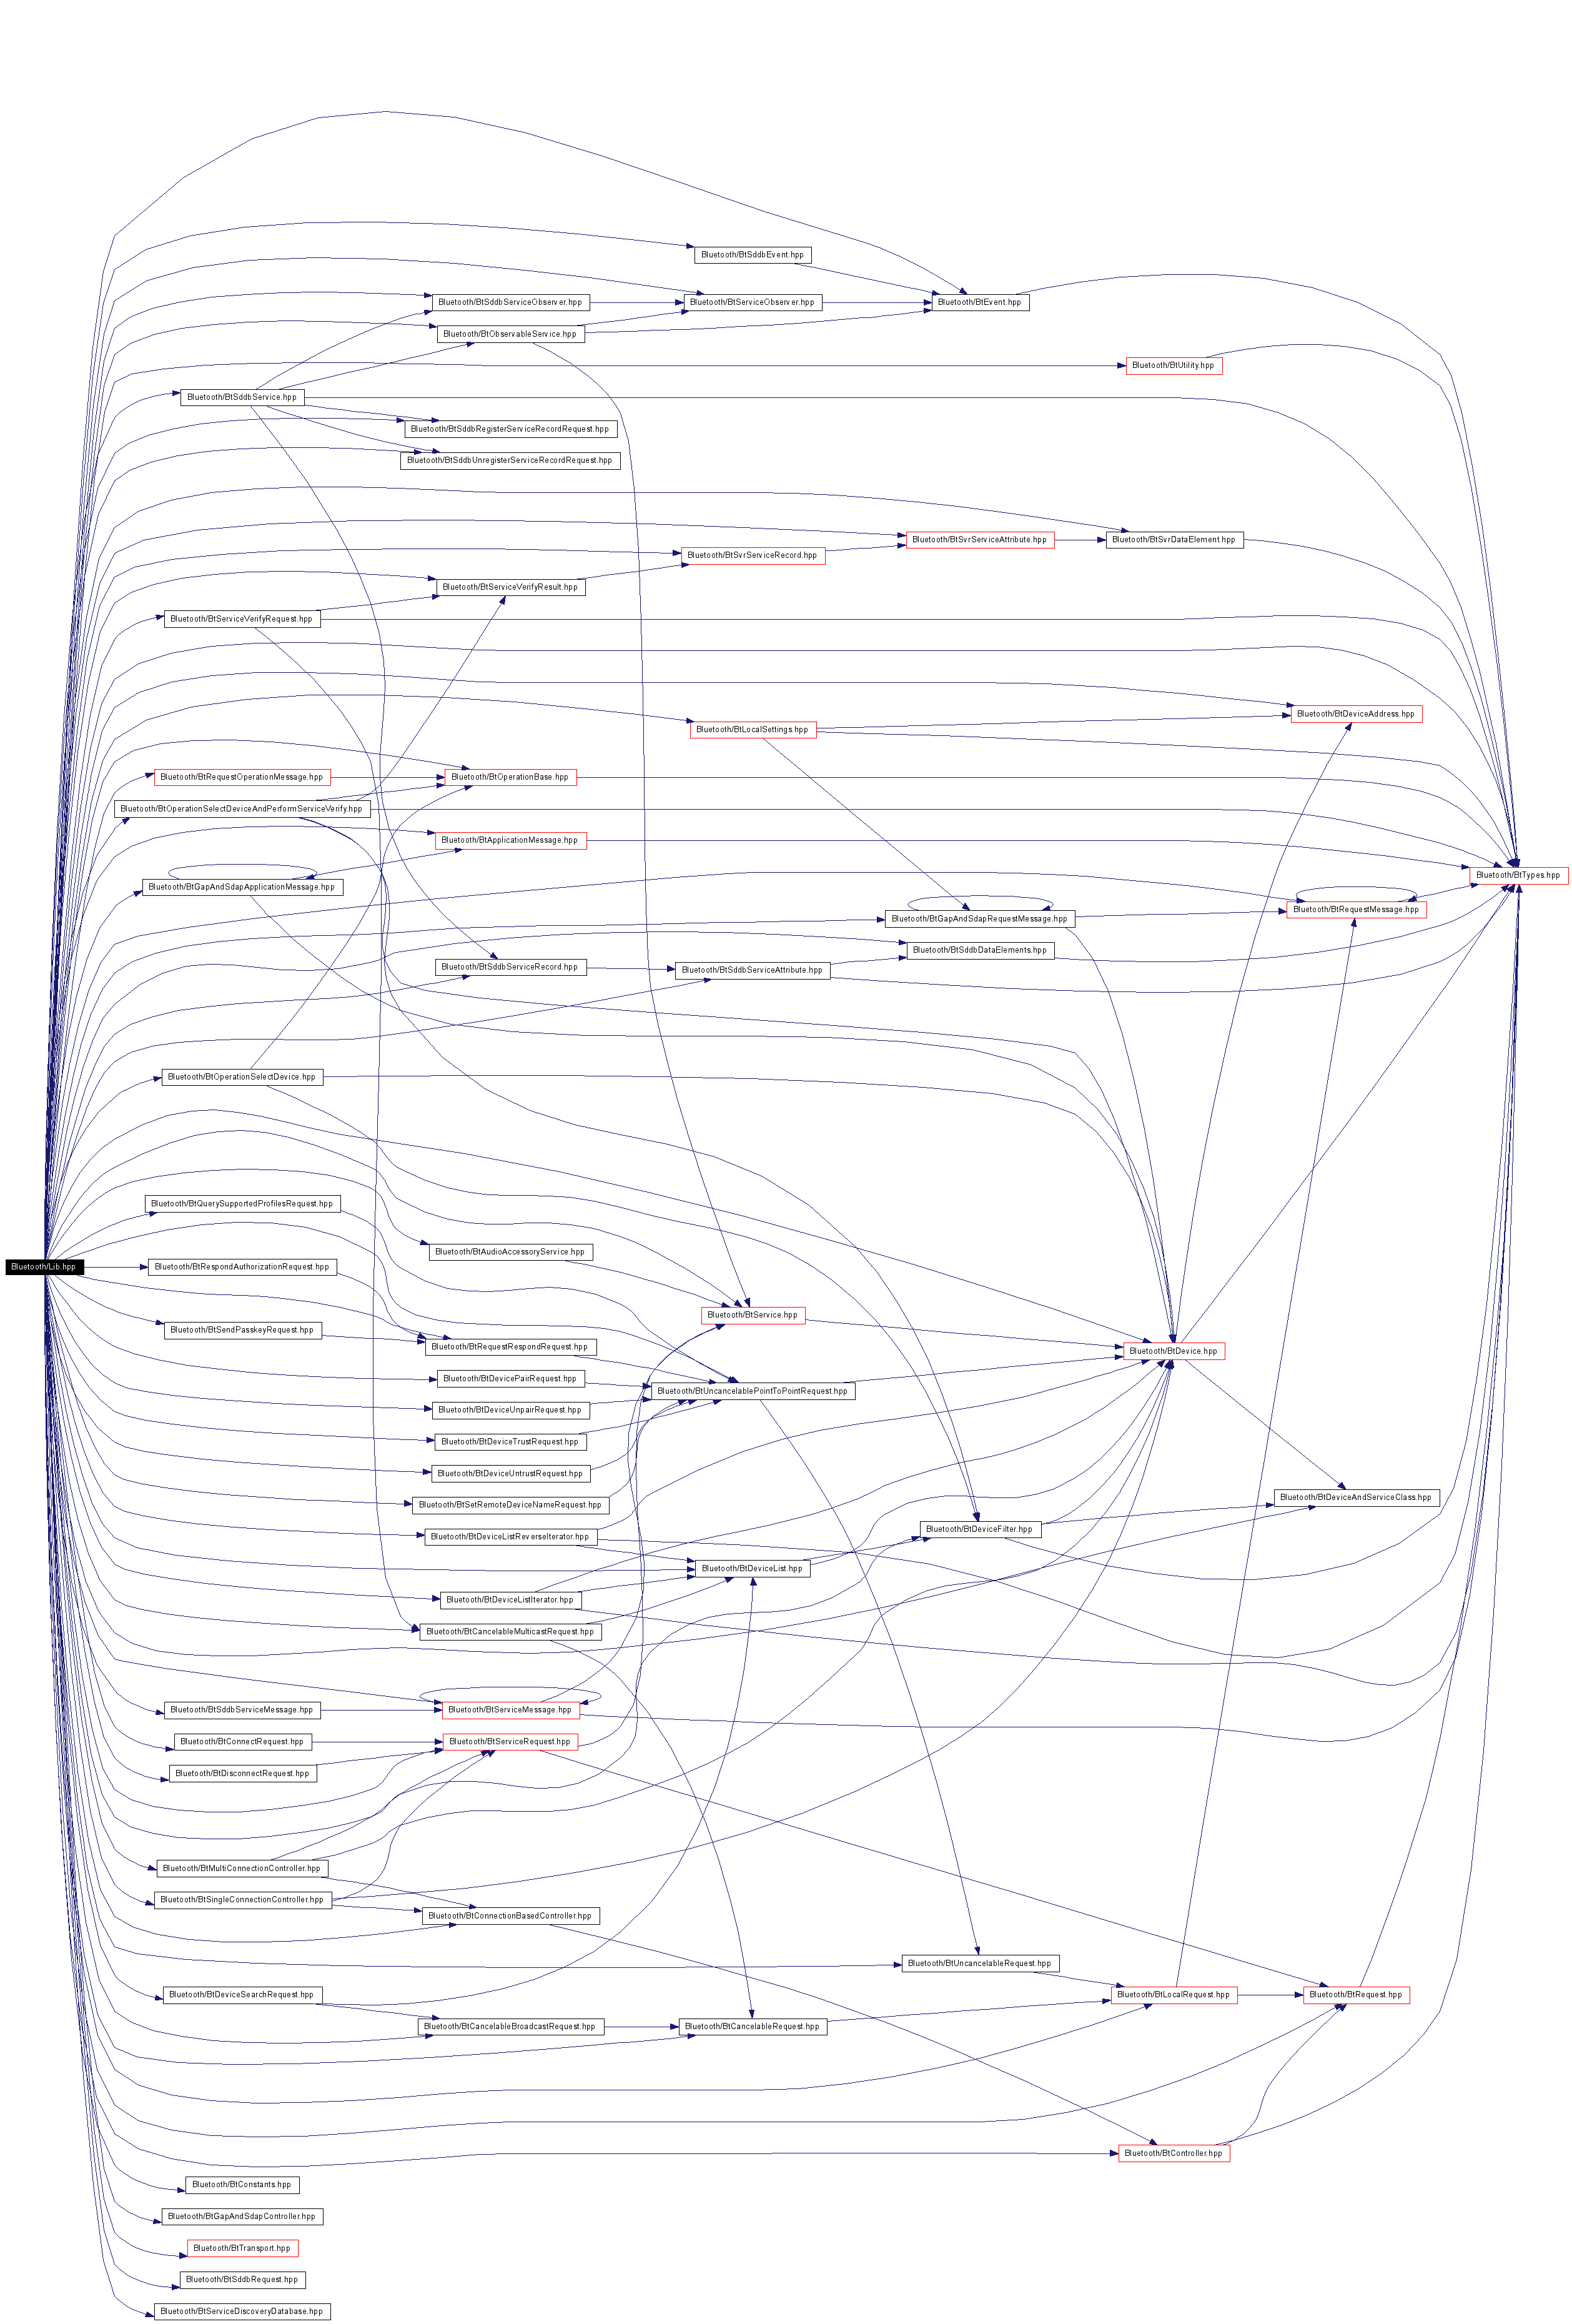 Bluetooth/BtSddbEvent.hpp
Bluetooth/BtSddbServiceObserver.hpp
Bluetooth/BtServiceObserver.hpp
Bluetooth/BtEvent.hpp
Bluetooth/BtObservableService.hpp
Bluetooth/BtUtility.hpp
Bluetooth/BtSddbService.hpp
Bluetooth/BtSddbRegisterServiceRecordRequest.hpp
Bluetooth/BtSddbUnregisterServiceRecordRequest.hpp
Bluetooth/BtSvrServiceAttribute.hpp
Bluetooth/BtSvrDataElement.hpp
Bluetooth/BtSvrServiceRecord.hpp
Bluetooth/BtServiceVerifyResult.hpp
Bluetooth/BtServiceVerifyRequest.hpp
Bluetooth/BtDeviceAddress.hpp
Bluetooth/BtLocalSettings.hpp
Bluetooth/BtRequestOperationMessage.hpp
Bluetooth/BtOperationBase.hpp
Bluetooth/BtOperationSelectDeviceAndPerformServiceVerify.hpp
Bluetooth/BtApplicationMessage.hpp
Bluetooth/BtTypes.hpp
Bluetooth/BtGapAndSdapApplicationMessage.hpp
Bluetooth/BtRequestMessage.hpp
Bluetooth/BtGapAndSdapRequestMessage.hpp
Bluetooth/BtSddbDataElements.hpp
Bluetooth/BtSddbServiceRecord.hpp
Bluetooth/BtSddbServiceAttribute.hpp
Bluetooth/BtOperationSelectDevice.hpp
Bluetooth/BtQuerySupportedProfilesRequest.hpp
Bluetooth/BtAudioAccessoryService.hpp
Bluetooth/Lib.hpp
Bluetooth/BtRespondAuthorizationRequest.hpp
Bluetooth/BtService.hpp
Bluetooth/BtSendPasskeyRequest.hpp
Bluetooth/BtRequestRespondRequest.hpp
Bluetooth/BtDevice.hpp
Bluetooth/BtDevicePairRequest.hpp
Bluetooth/BtUncancelablePointToPointRequest.hpp
Bluetooth/BtDeviceUnpairRequest.hpp
Bluetooth/BtDeviceTrustRequest.hpp
Bluetooth/BtDeviceUntrustRequest.hpp
Bluetooth/BtDeviceAndServiceClass.hpp
Bluetooth/BtSetRemoteDeviceNameRequest.hpp
Bluetooth/BtDeviceFilter.hpp
Bluetooth/BtDeviceListReverseIterator.hpp
Bluetooth/BtDeviceList.hpp
Bluetooth/BtDeviceListIterator.hpp
Bluetooth/BtCancelableMulticastRequest.hpp
Bluetooth/BtSddbServiceMessage.hpp
Bluetooth/BtServiceMessage.hpp
Bluetooth/BtConnectRequest.hpp
Bluetooth/BtServiceRequest.hpp
Bluetooth/BtDisconnectRequest.hpp
Bluetooth/BtMultiConnectionController.hpp
Bluetooth/BtSingleConnectionController.hpp
Bluetooth/BtConnectionBasedController.hpp
Bluetooth/BtUncancelableRequest.hpp
Bluetooth/BtDeviceSearchRequest.hpp
Bluetooth/BtLocalRequest.hpp
Bluetooth/BtRequest.hpp
Bluetooth/BtCancelableBroadcastRequest.hpp
Bluetooth/BtCancelableRequest.hpp
Bluetooth/BtController.hpp
Bluetooth/BtConstants.hpp
Bluetooth/BtGapAndSdapController.hpp
Bluetooth/BtTransport.hpp
Bluetooth/BtSddbRequest.hpp
Bluetooth/BtServiceDiscoveryDatabase.hpp